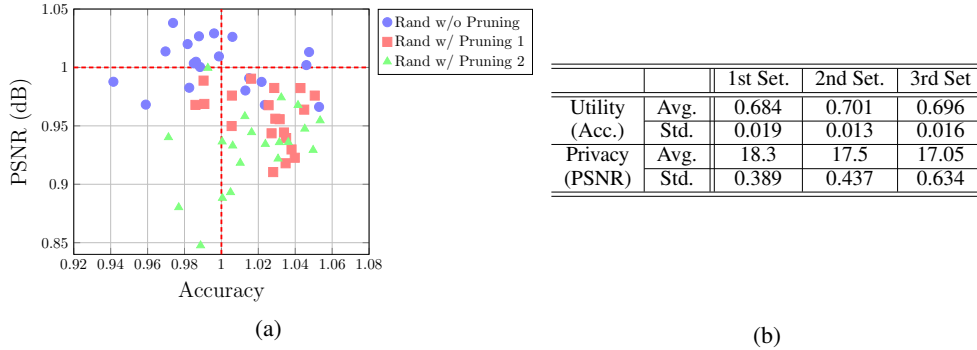 1.05
1
0.95
0.9
0.85
PSNR (dB)
0.92 0.94 0.96 0.98 1 1.02 1.04 1.06 1.08
Accuracy
Rand w/o Pruning
Rand w/ Pruning 1
Rand w/ Pruning 2
(a)
1st Set. 2nd Set. 3rd Set
Utility Avg. 0.684 0.701 0.696
(Acc.) Std. 0.019 0.013 0.016
Privacy Avg. 18.3 17.5 17.05
(PSNR) Std. 0.389 0.437 0.634
(b)